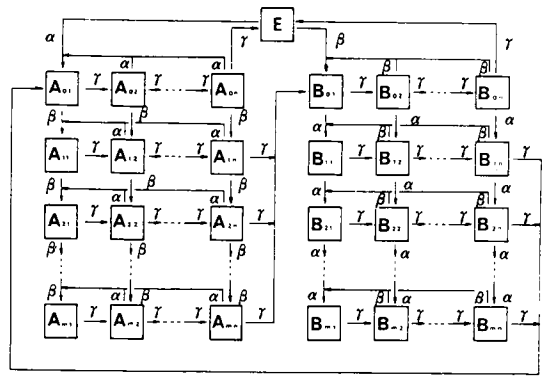 E
α β γ
γ β
α α β β
A₀₁ γ A₀₂ γ γ A₀ₙ B₀₁ γ B₀₂ γ γ B₀ₙ
β β β α α α
α α β β
A₁₁ γ A₁₂ γ γ A₁ₙ γ B₁₁ γ B₁₂ γ γ B₁ₙ γ
β β β α α α
α α β β
A₂₁ γ A₂₂ γ γ A₂ₙ γ B₂₁ γ B₂₂ γ γ B₂ₙ γ
β β β α α α
β α β α β α β α β α
Aₘ₁ γ Aₘ₂ γ γ Aₘₙ γ Bₘ₁ γ Bₘ₂ γ γ Bₘₙ